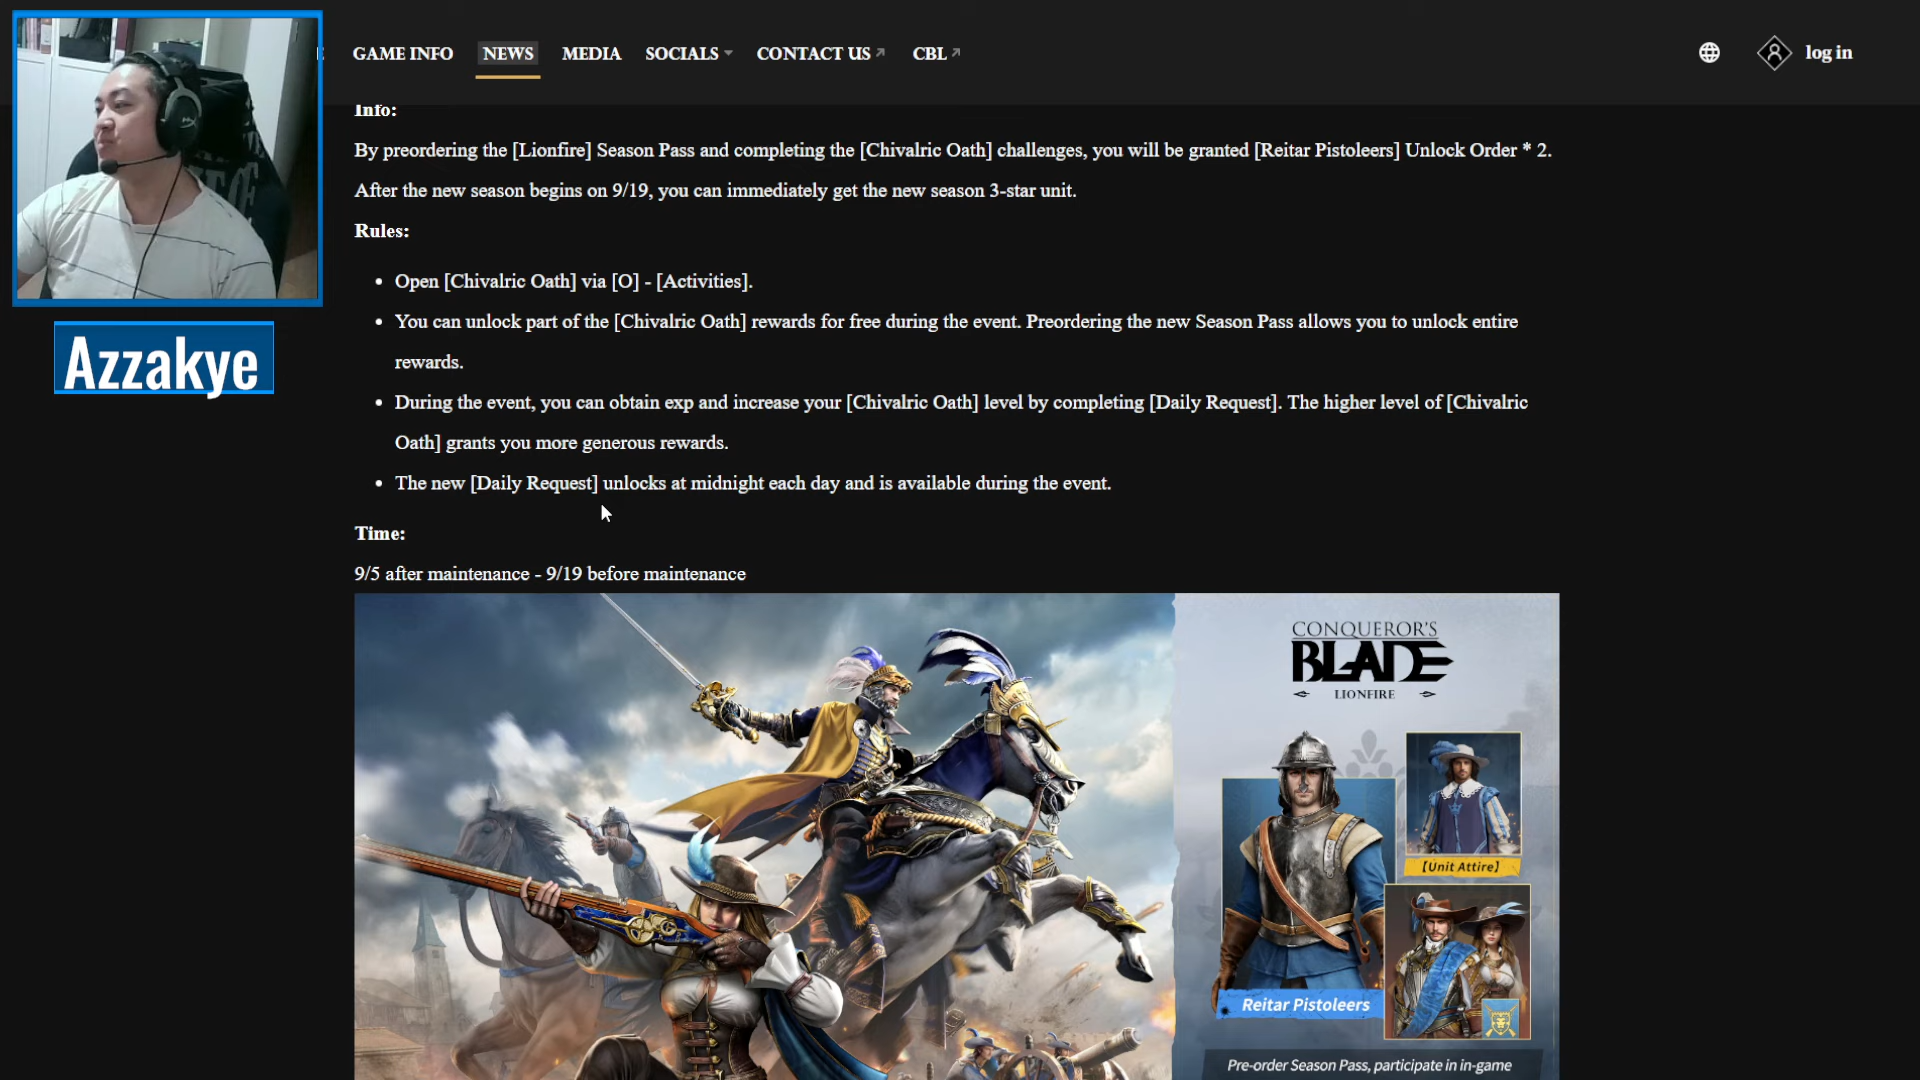 GAME INFO NEWS MEDIA SOCIALS CONTACT US CBL log in
Info:
By preordering the [Lionfire] Season Pass and completing the [Chivalric Oath] challenges, you will be granted [Reitar Pistoleers] Unlock Order * 2.
After the new season begins on 9/19, you can immediately get the new season 3-star unit.
Rules:
• Open [Chivalric Oath] via [O] - [Activities].
• You can unlock part of the [Chivalric Oath] rewards for free during the event. Preordering the new Season Pass allows you to unlock entire
rewards.
• During the event, you can obtain exp and increase your [Chivalric Oath] level by completing [Daily Request]. The higher level of [Chivalric
Oath] grants you more generous rewards.
• The new [Daily Request] unlocks at midnight each day and is available during the event.
Time:
9/5 after maintenance - 9/19 before maintenance
Azzakye
CONQUEROR'S
BLADE
LIONFIRE
【Unit Attire】
Reitar Pistoleers
Pre-order Season Pass, participate in in-game